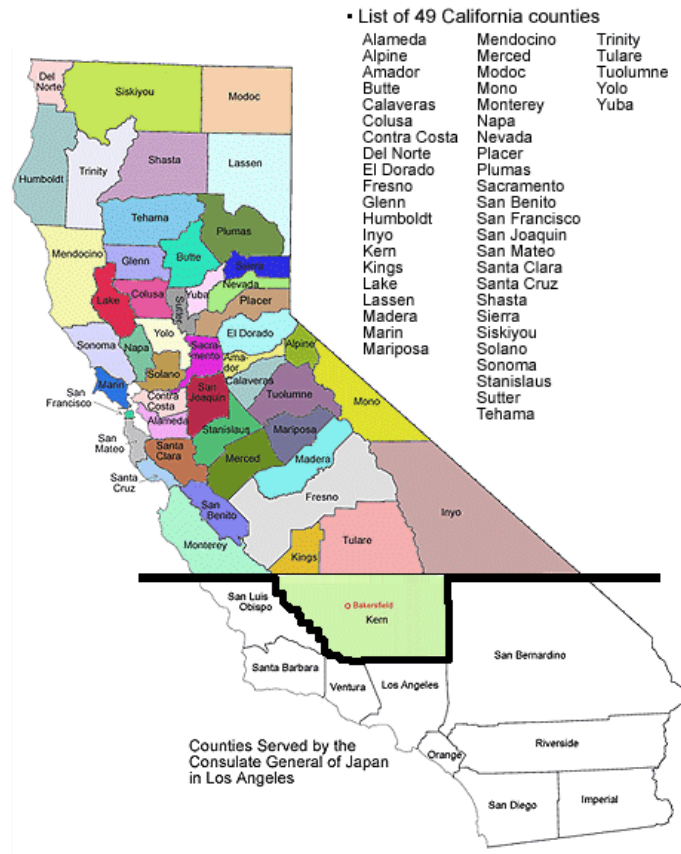 ▪ List of 49 California counties
Alameda Mendocino Trinity
Alpine Merced Tulare
Amador Modoc Tuolumne
Butte Mono Yolo
Calaveras Monterey Yuba
Colusa Napa
Contra Costa Nevada
Del Norte Placer
El Dorado Plumas
Fresno Sacramento
Glenn San Benito
Humboldt San Francisco
Inyo San Joaquin
Kern San Mateo
Kings Santa Clara
Lake Santa Cruz
Lassen Shasta
Madera Sierra
Marin Siskiyou
Mariposa Solano
Sonoma
Stanislaus
Sutter
Tehama
Del
Norte
Siskiyou
Modoc
Humboldt
Trinity
Shasta
Lassen
Tehama
Plumas
Mendocino
Glenn
Butte
Sierra
Nevada
Lake
Colusa
Sutter
Yuba
Placer
Sonoma
Napa
Yolo
El Dorado
Sacra-
mento
Ama-
dor
Alpine
Solano
Marin
San
Francisco
Contra
Costa
San
Joaquin
Calaveras
Tuolumne
Mono
Alameda
Stanislaus
Mariposa
San
Mateo
Santa
Clara
Merced
Madera
Santa
Cruz
San
Benito
Fresno
Inyo
Monterey
Kings
Tulare
San Luis
Obispo
Bakersfield
Kern
San Bernardino
Santa Barbara
Ventura
Los Angeles
Counties Served by the
Consulate General of Japan
in Los Angeles
Orange
Riverside
San Diego
Imperial